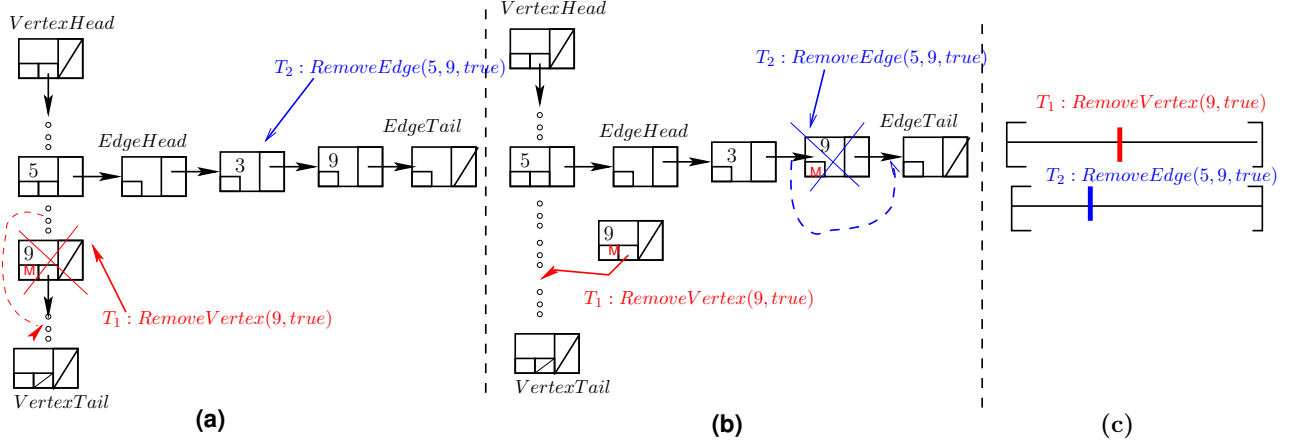 VertexHead
T₂ : RemoveEdge(5, 9, true)
EdgeHead
EdgeTail
5
3
9
9
M
T₁ : RemoveVertex(9, true)
VertexTail
(a)
VertexHead
T₂ : RemoveEdge(5, 9, true)
EdgeHead
EdgeTail
5
3
9
M
9
M
T₁ : RemoveVertex(9, true)
VertexTail
(b)
T₁ : RemoveVertex(9, true)
T₂ : RemoveEdge(5, 9, true)
(c)